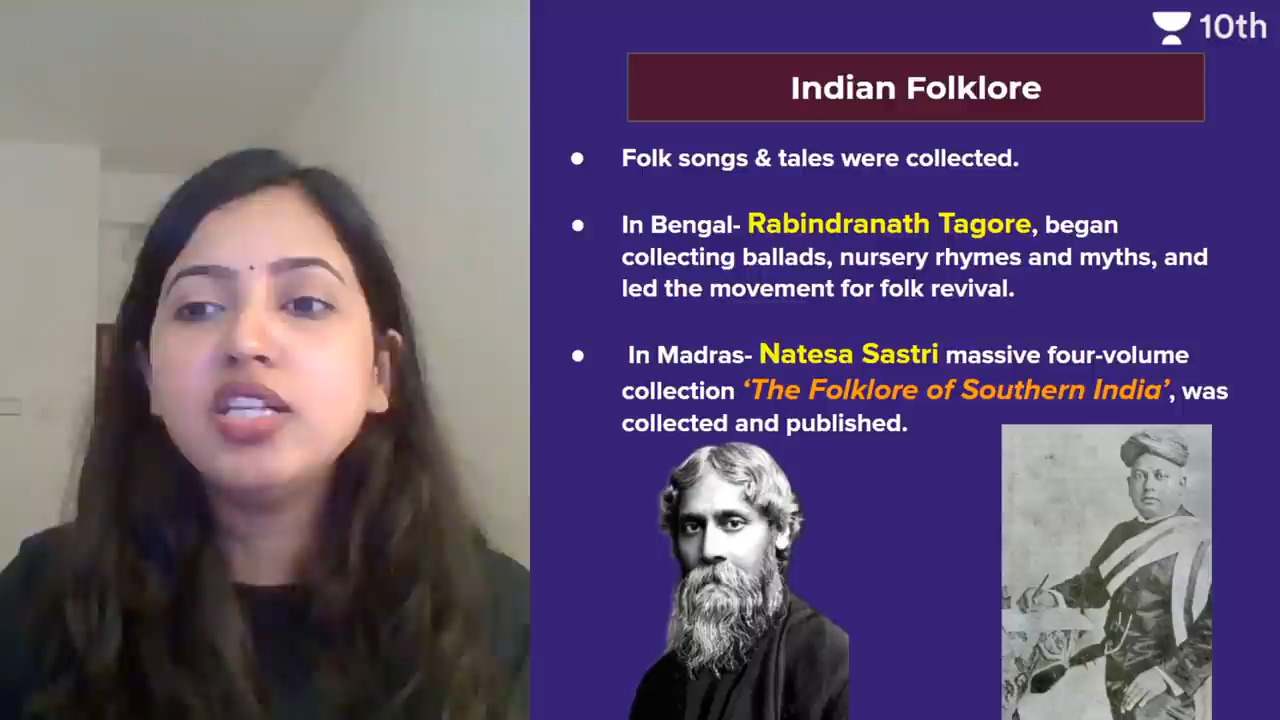 10th
Indian Folklore
● Folk songs & tales were collected.
● In Bengal- Rabindranath Tagore, began
collecting ballads, nursery rhymes and myths, and
led the movement for folk revival.
● In Madras- Natesa Sastri massive four-volume
collection ‘The Folklore of Southern India’, was
collected and published.